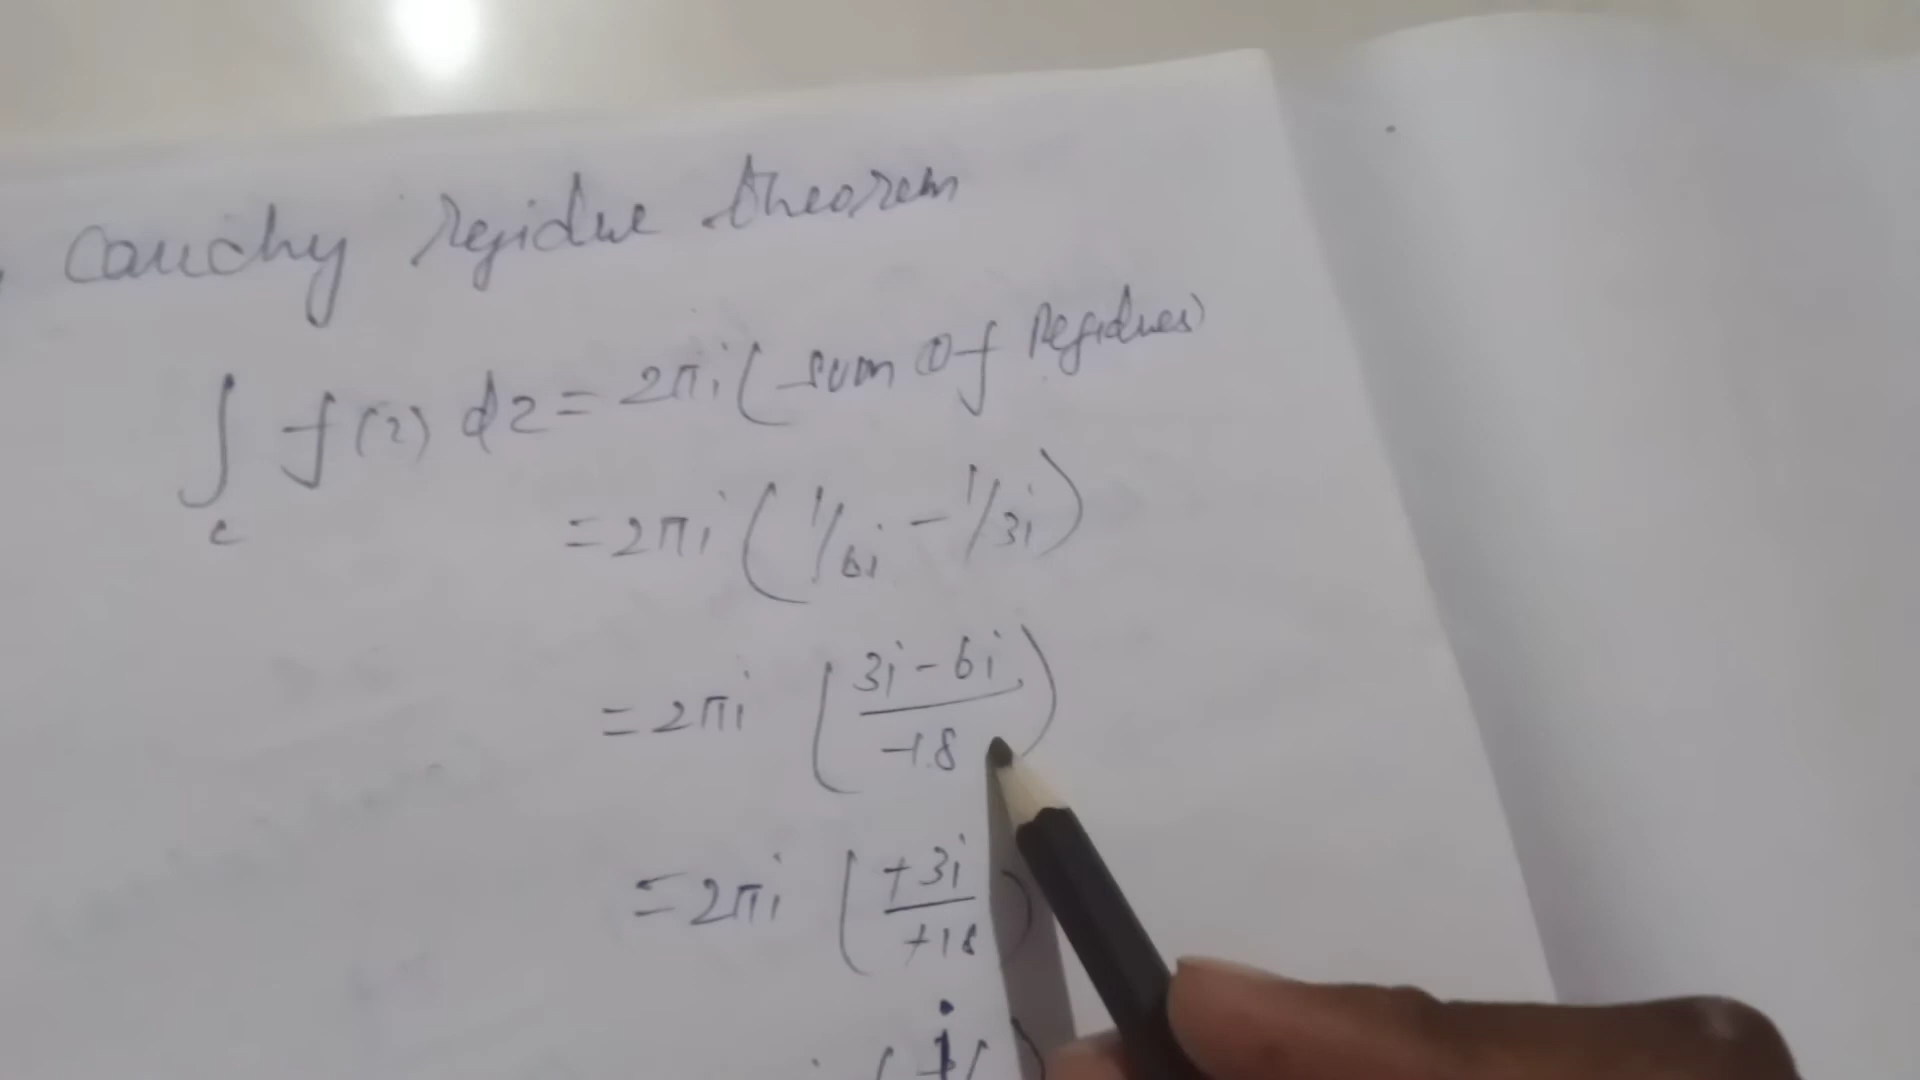 Cauchy residue theorem
∫ f(z) dz = 2πi (sum of Residues)
c
= 2πi (1/6i - 1/3i)
= 2πi (3i - 6i / -18)
= 2πi (+3i / +18)
i